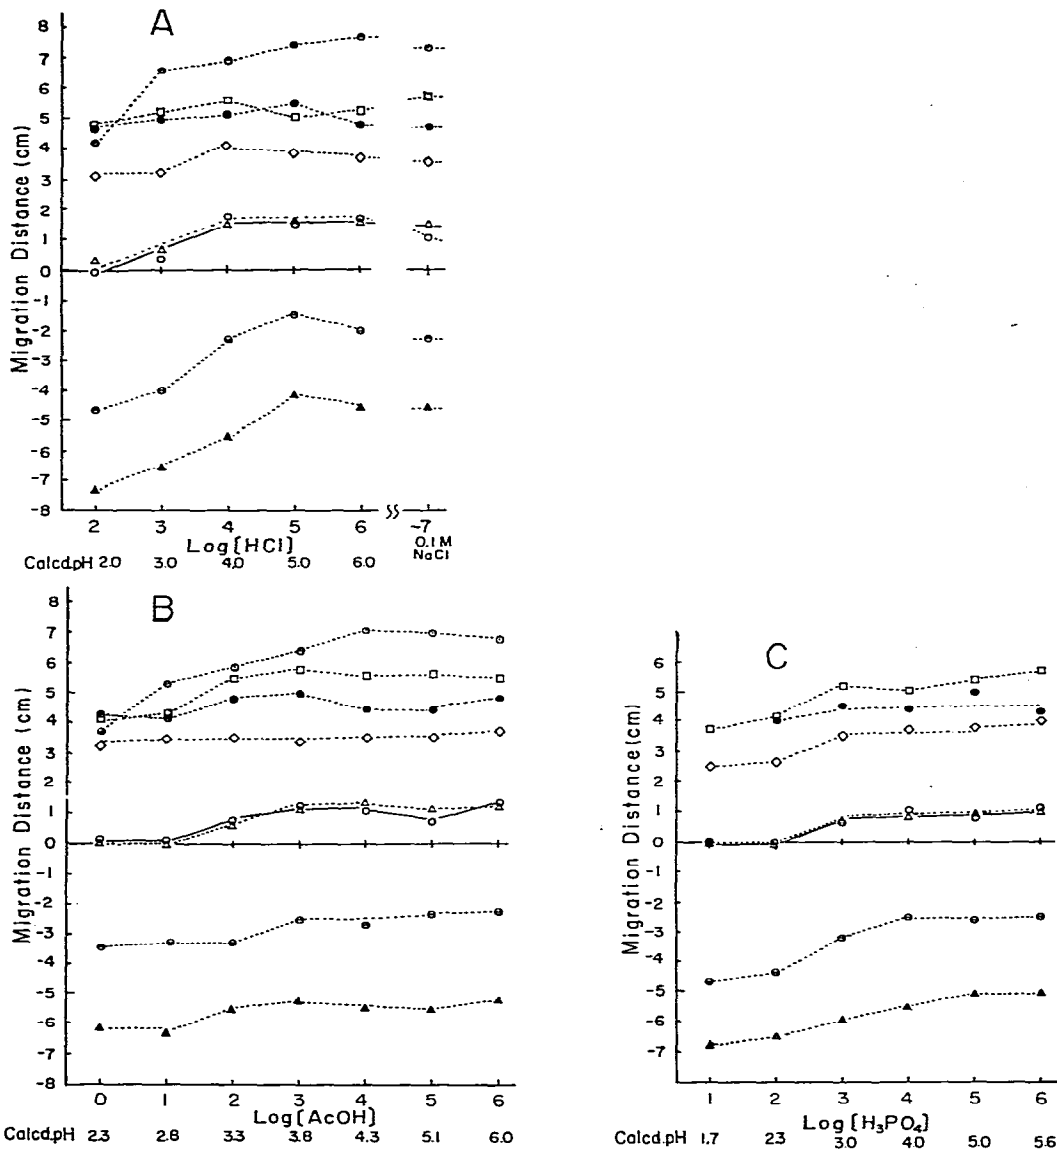 A
Migration Distance (cm)
8
7
6
5
4
3
2
1
0
-1
-2
-3
-4
-5
-6
-7
-8
2 3 4 5 6 ~7
Log [HCl]
0.1M
NaCl
Calcd.pH 2.0 3.0 4.0 5.0 6.0
B
Migration Distance (cm)
8
7
6
5
4
3
2
1
0
-1
-2
-3
-4
-5
-6
-7
-8
0 1 2 3 4 5 6
Log [AcOH]
Calcd.pH 2.3 2.8 3.3 3.8 4.3 5.1 6.0
C
Migration Distance (cm)
6
5
4
3
2
1
0
-1
-2
-3
-4
-5
-6
-7
1 2 3 4 5 6
Log [H₃PO₄]
Calcd.pH 1.7 2.3 3.0 4.0 5.0 5.6